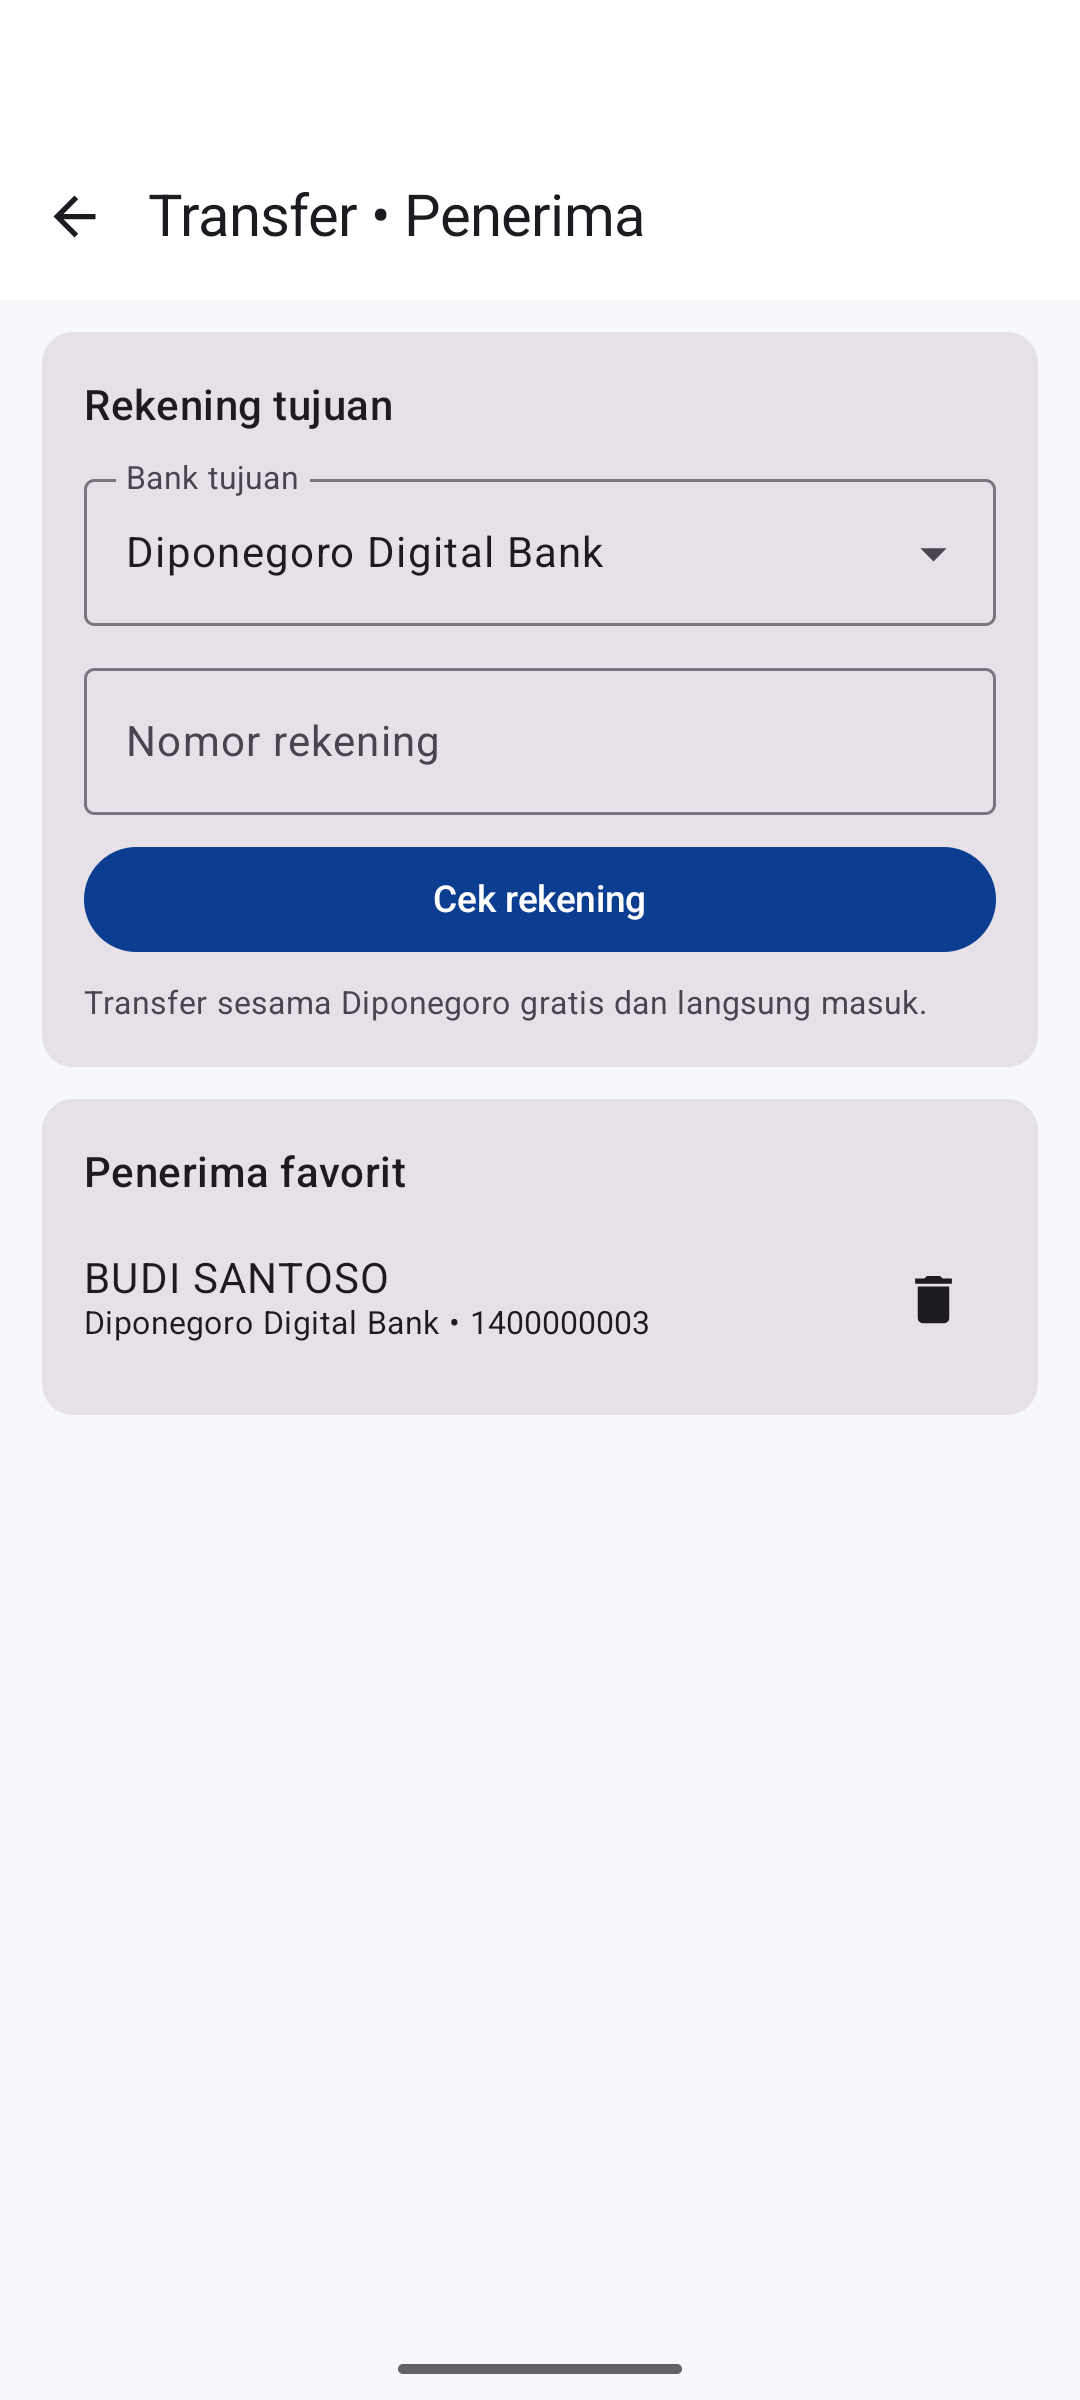 Transfer • Penerima
Rekening tujuan
Bank tujuan
Diponegoro Digital Bank
Nomor rekening
Cek rekening
Transfer sesama Diponegoro gratis dan langsung masuk.
Penerima favorit
BUDI SANTOSO
Diponegoro Digital Bank • 1400000003